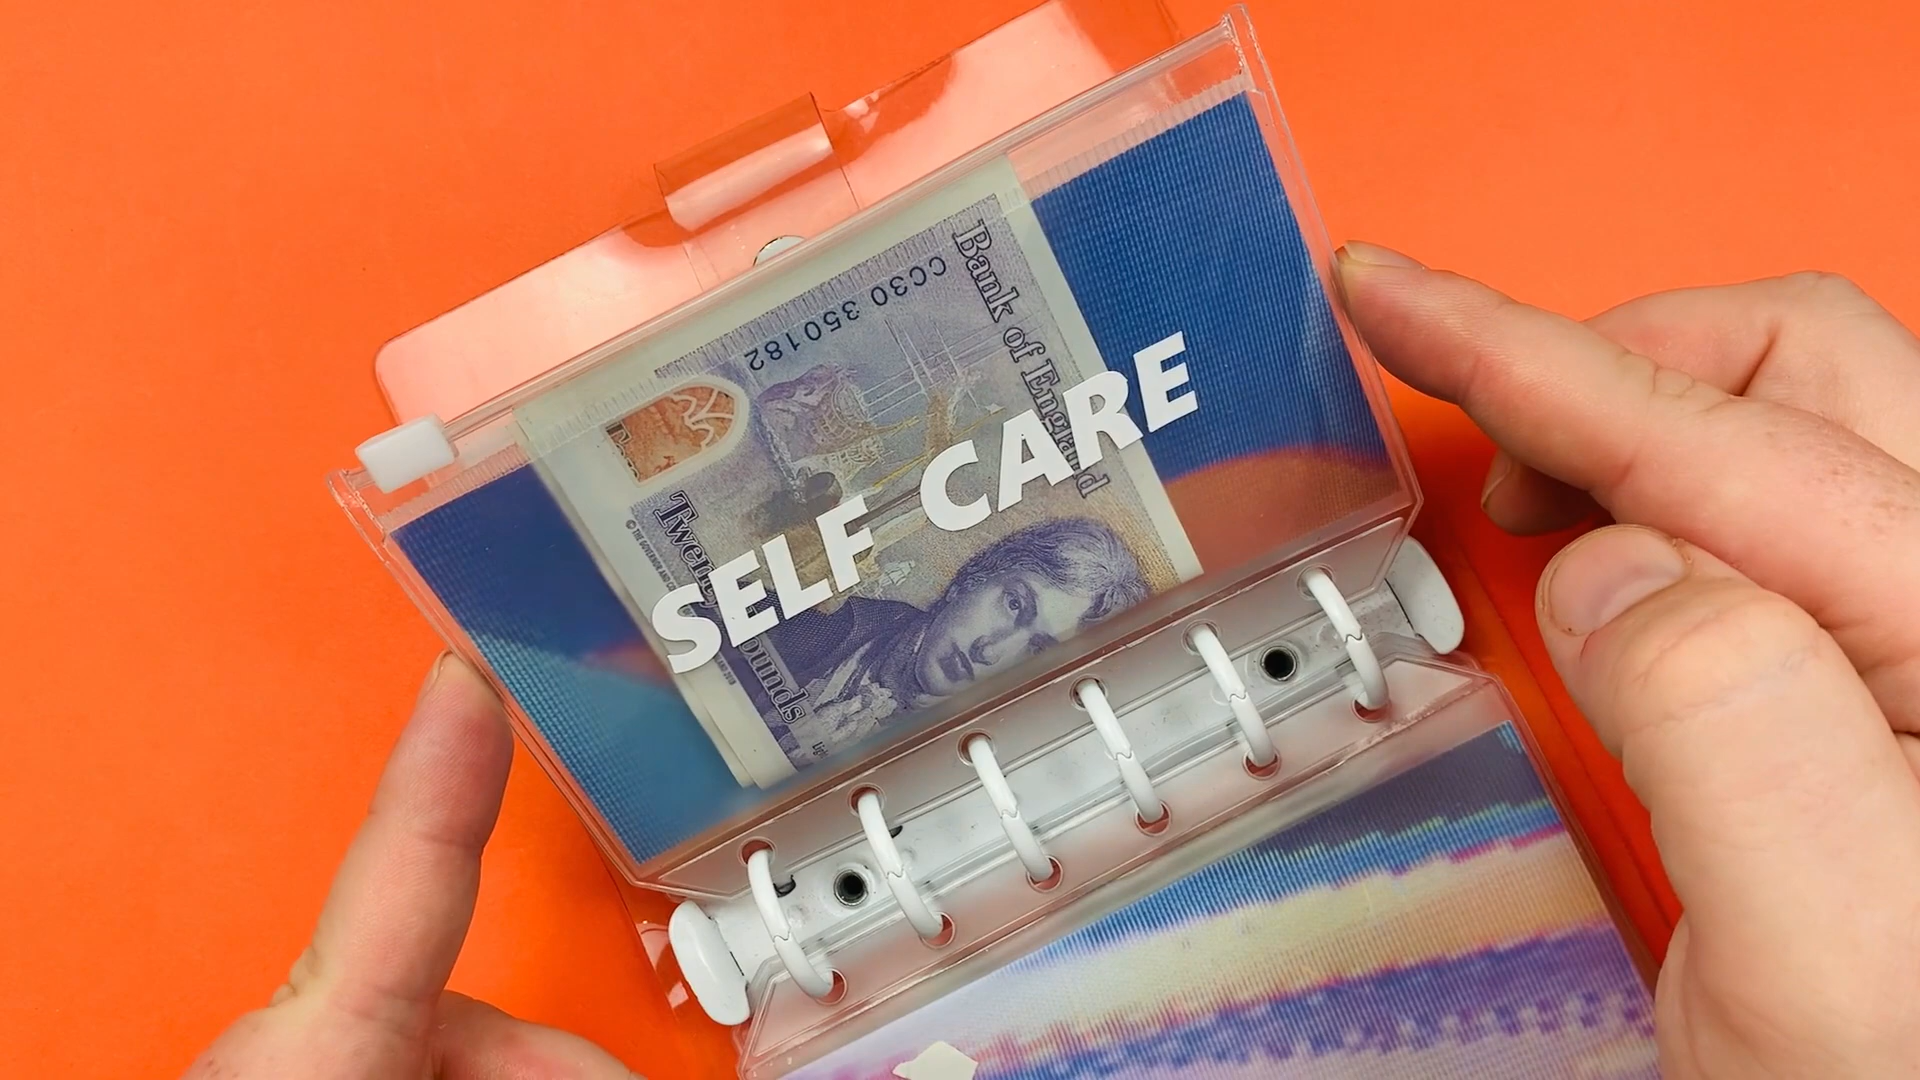 SELF CARE
Bank of England
CC30 350182
Twenty
Pounds